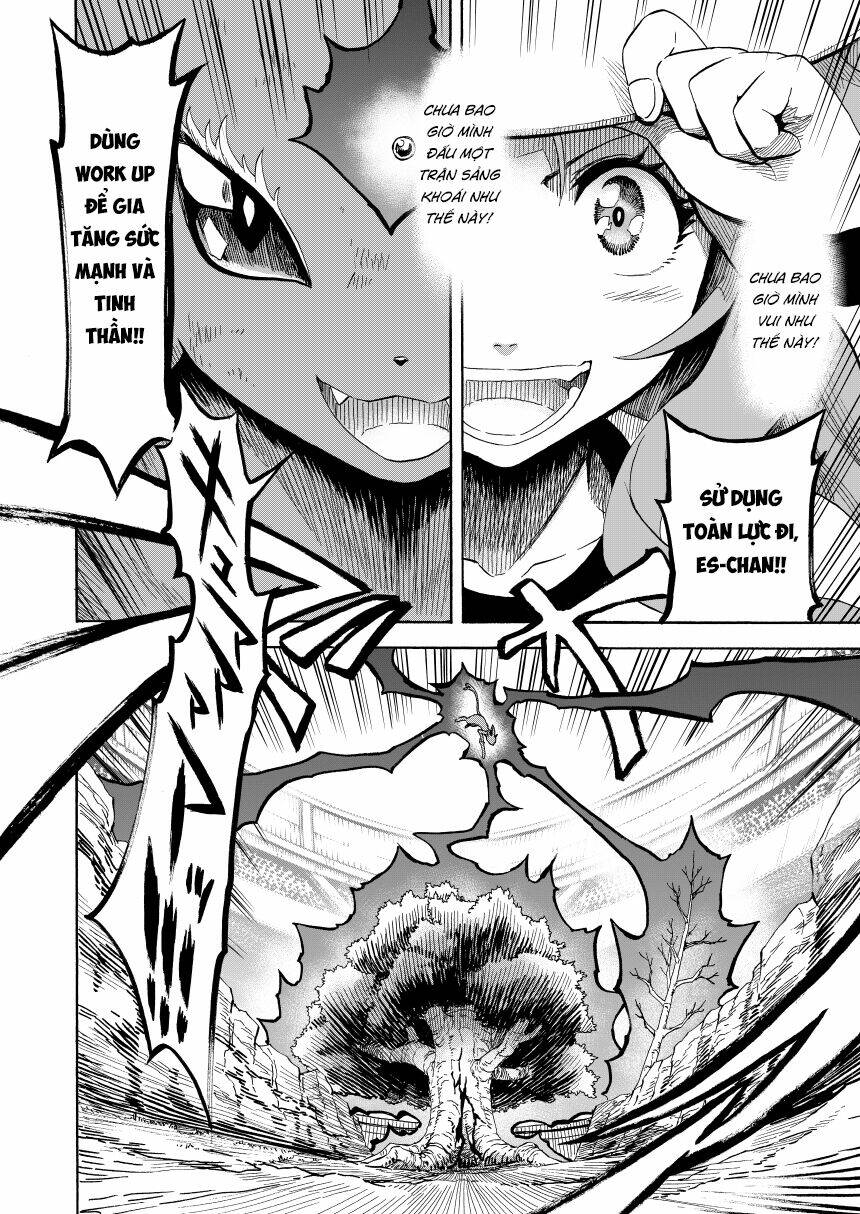 CHƯA BAO
GIỜ MÌNH
VUI NHƯ
THẾ NÀY!
CHƯA BAO
GIỜ MÌNH
ĐẤU MỘT
TRẬN SẢNG
KHOÁI NHƯ
THẾ NÀY!
SỬ DỤNG
TOÀN LỰC ĐI,
ES-CHAN!!
DÙNG
WORK UP
ĐỂ GIA
TĂNG SỨC
MẠNH VÀ
TINH
THẦN!!